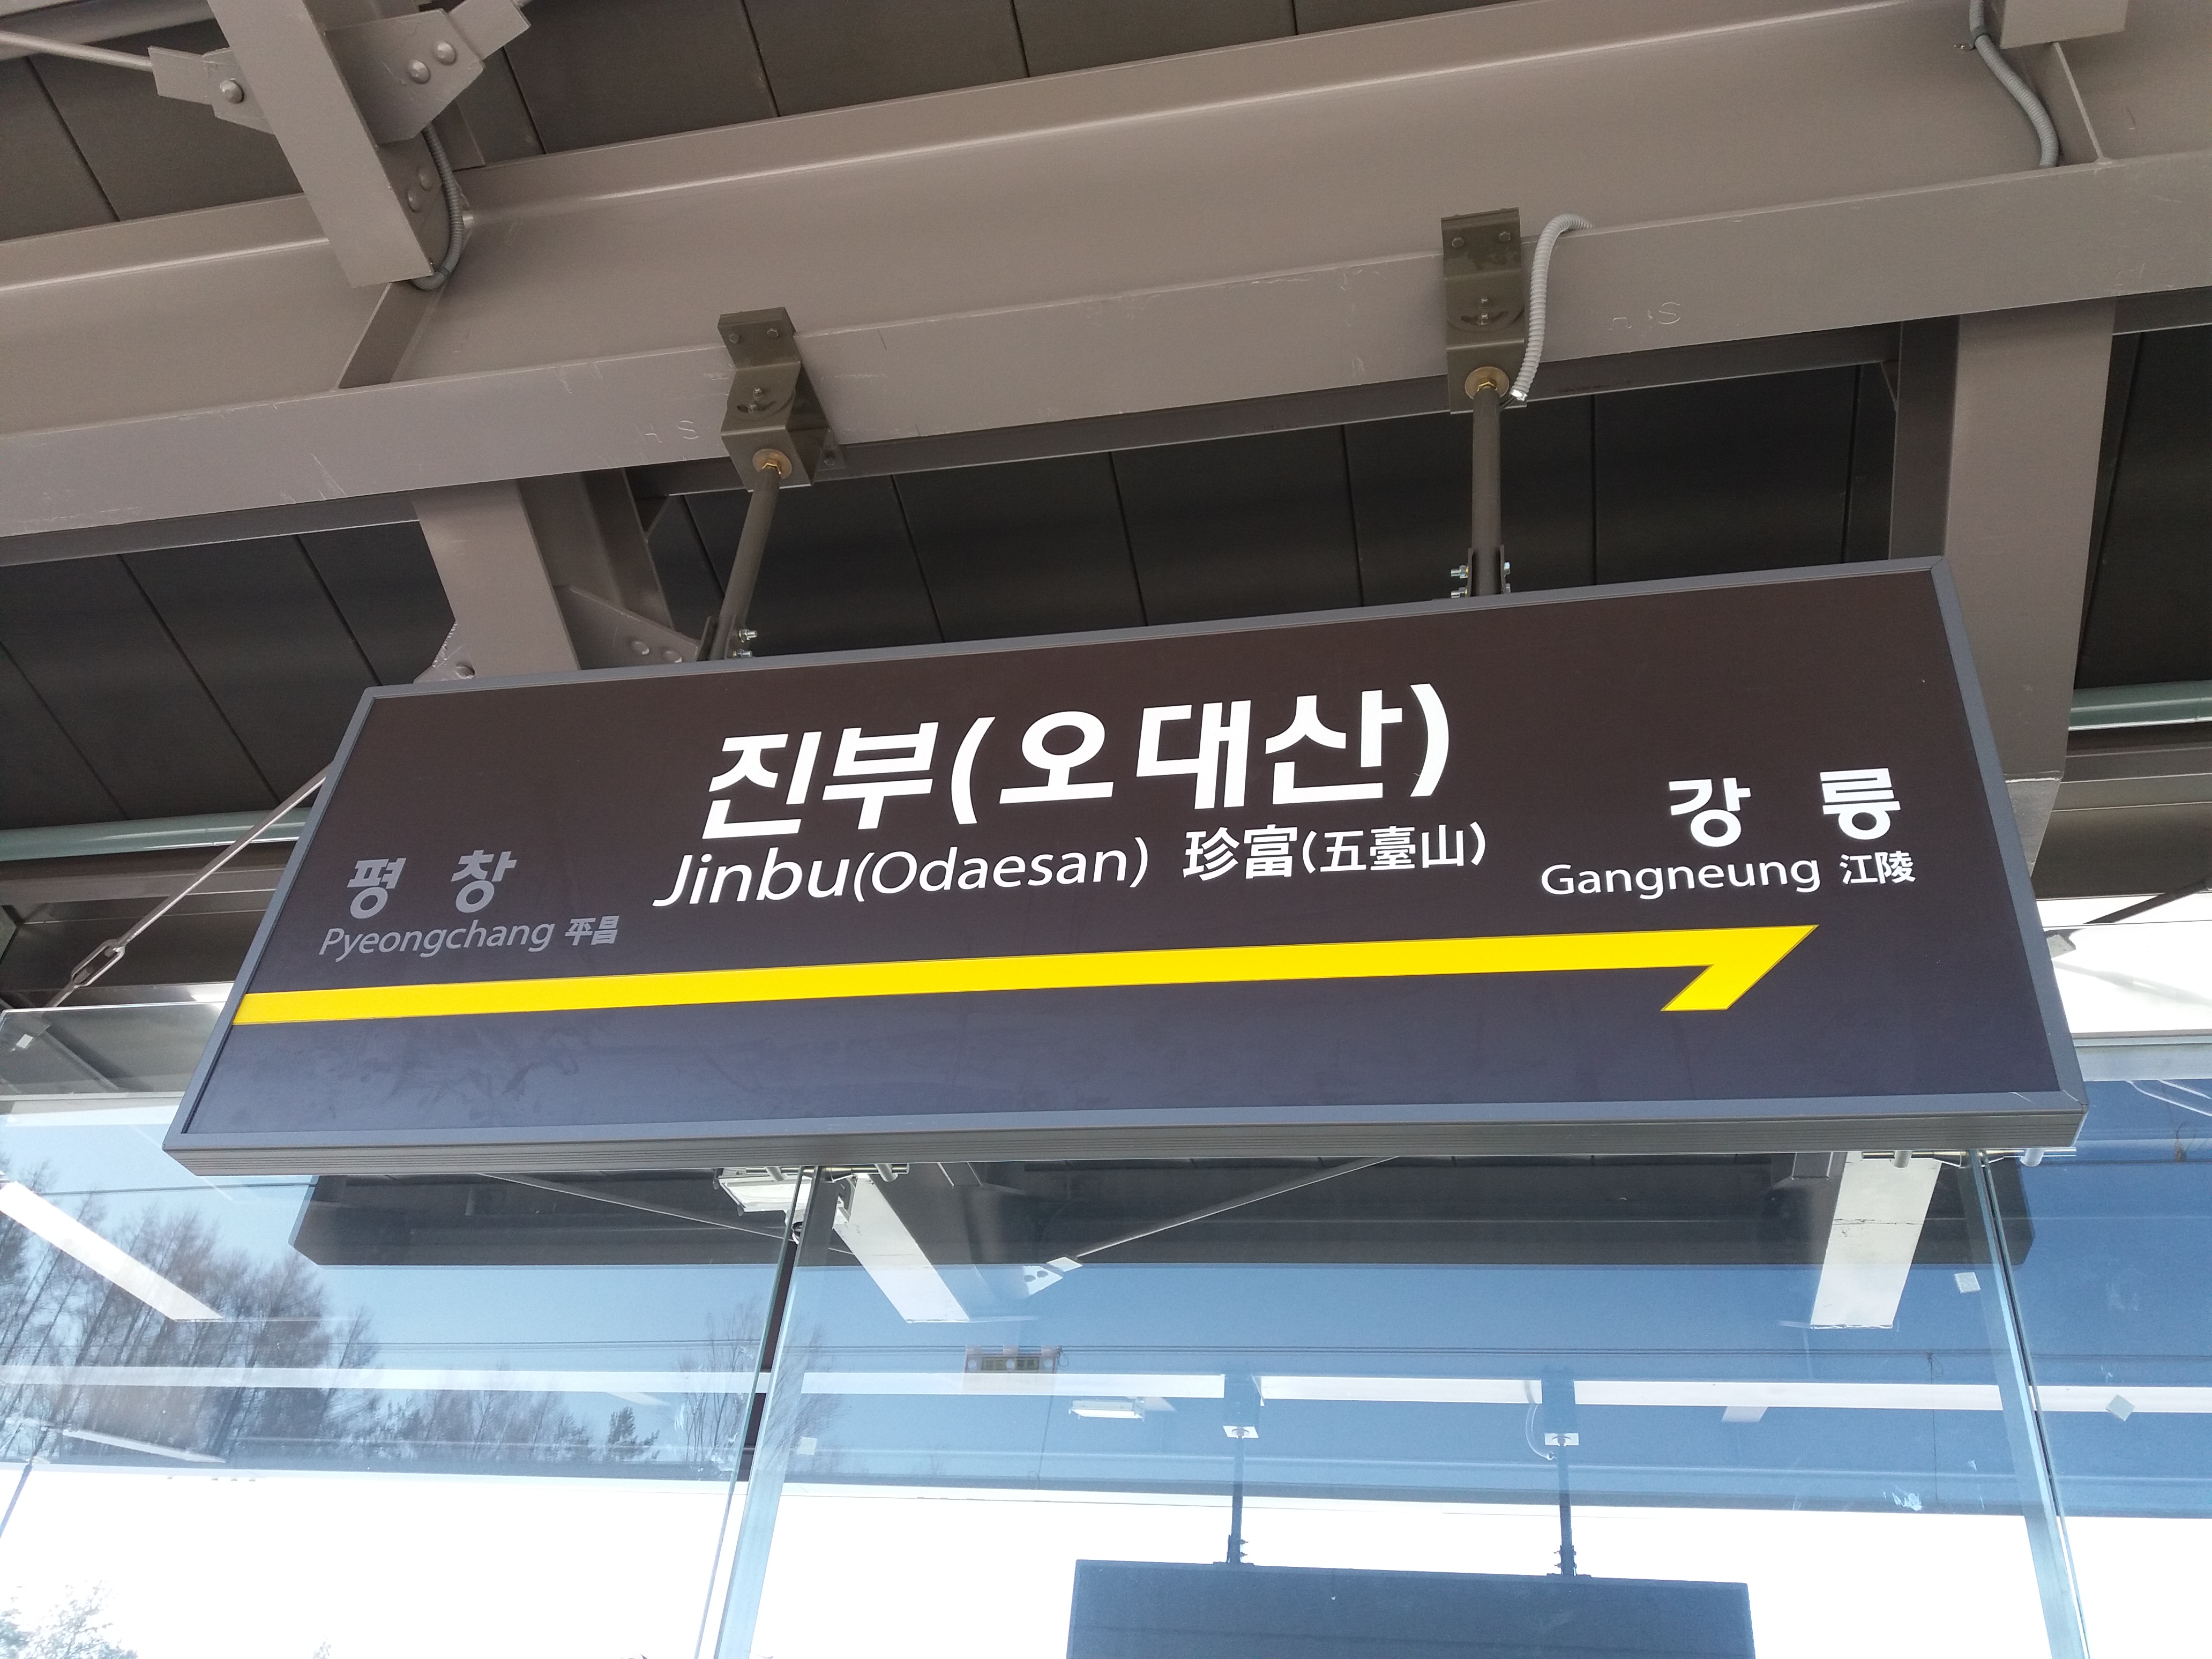 진부(오대산)
Jinbu(Odaesan) 珍富(五臺山)
평 창
Pyeongchang 平昌
강 릉
Gangneung 江陵